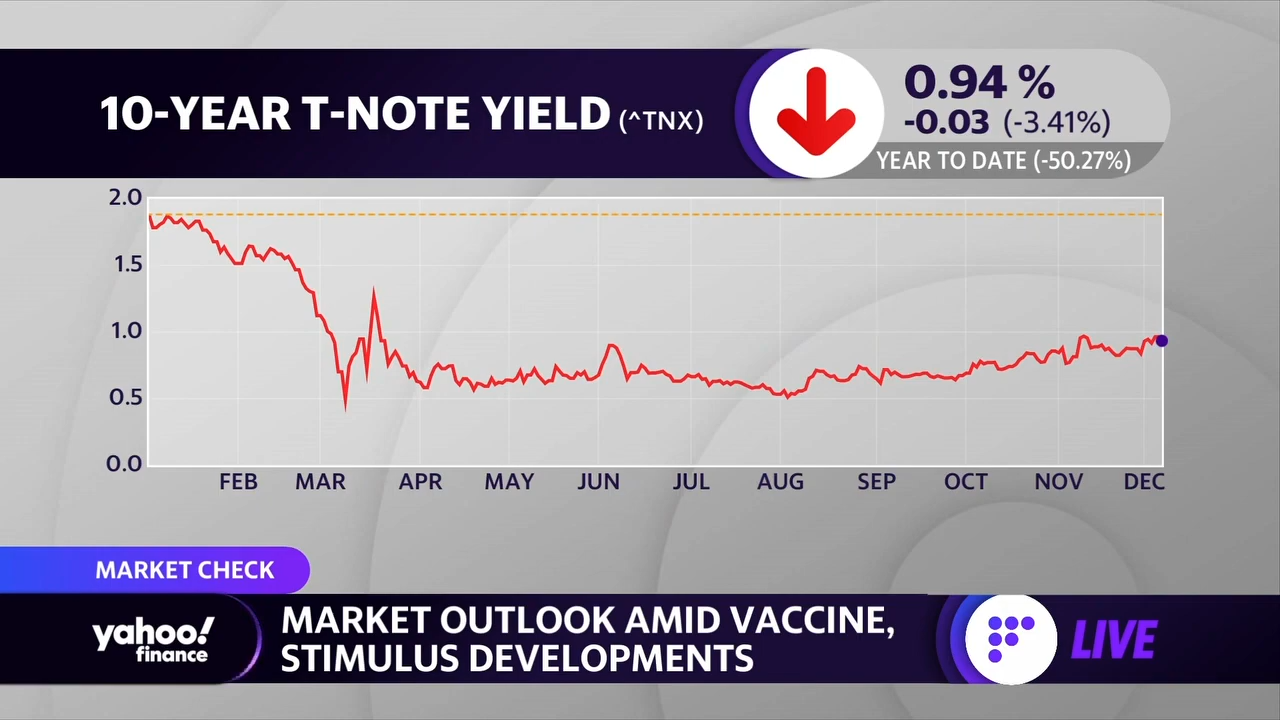 10-YEAR T-NOTE YIELD (^TNX)
0.94 %
-0.03 (-3.41%)
YEAR TO DATE (-50.27%)
2.0
1.5
1.0
0.5
0.0
FEB MAR APR MAY JUN JUL AUG SEP OCT NOV DEC
MARKET CHECK
yahoo!
finance
MARKET OUTLOOK AMID VACCINE,
STIMULUS DEVELOPMENTS
LIVE